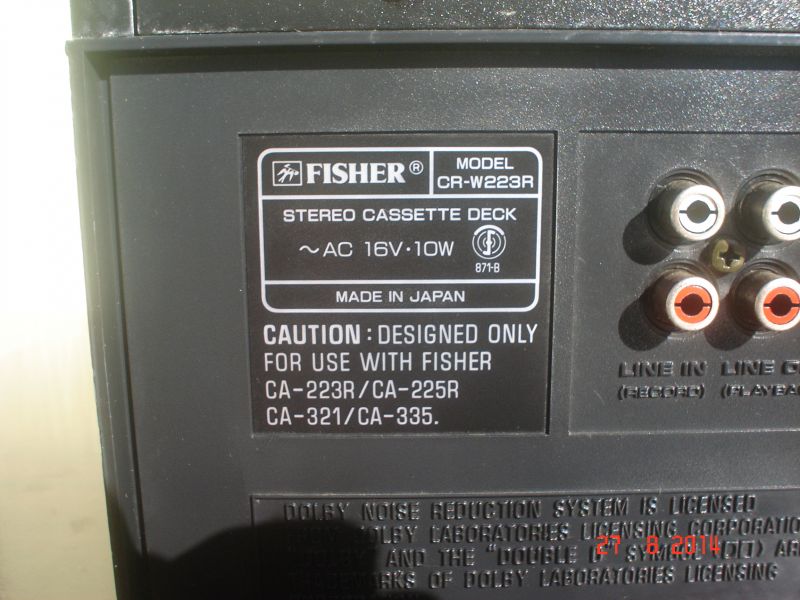 FISHER®
MODEL
CR-W223R
STEREO CASSETTE DECK
~AC 16V·10W
871-B
MADE IN JAPAN
CAUTION : DESIGNED ONLY
FOR USE WITH FISHER
CA-223R/CA-225R
CA-321/CA-335.
LINE IN LINE
(RECORD)
DOLBY NOISE REDUCTION SYSTEM IS LICENSED
DOLBY LABORATORIES LICENSING CORPORATION
AND THE "DOUBLE D" SYMBOL
OF DOLBY LABORATORIES LICENSING
27 8 2014